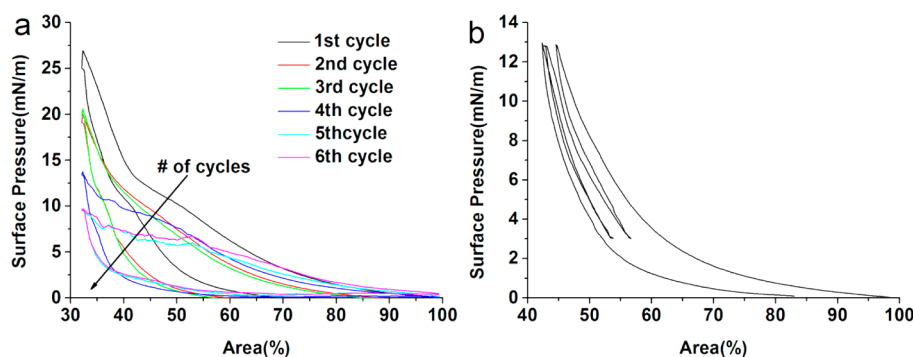 a
30
25
20
15
10
5
0
Surface Pressure(mN/m)
1st cycle
2nd cycle
3rd cycle
4th cycle
5thcycle
6th cycle
# of cycles
30 40 50 60 70 80 90 100
Area(%)
b
14
12
10
8
6
4
2
0
Surface Pressure(mN/m)
40 50 60 70 80 90 100
Area(%)